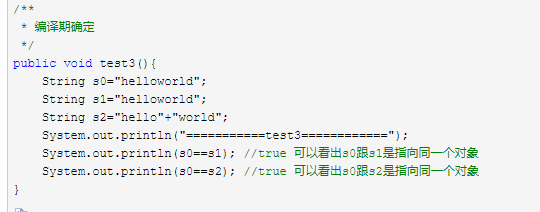 /**
 * 编译期确定
 */
public void test3(){
    String s0="helloworld";
    String s1="helloworld";
    String s2="hello"+"world";
    System.out.println("===========test3============");
    System.out.println(s0==s1); //true 可以看出s0跟s1是指向同一个对象
    System.out.println(s0==s2); //true 可以看出s0跟s2是指向同一个对象
}